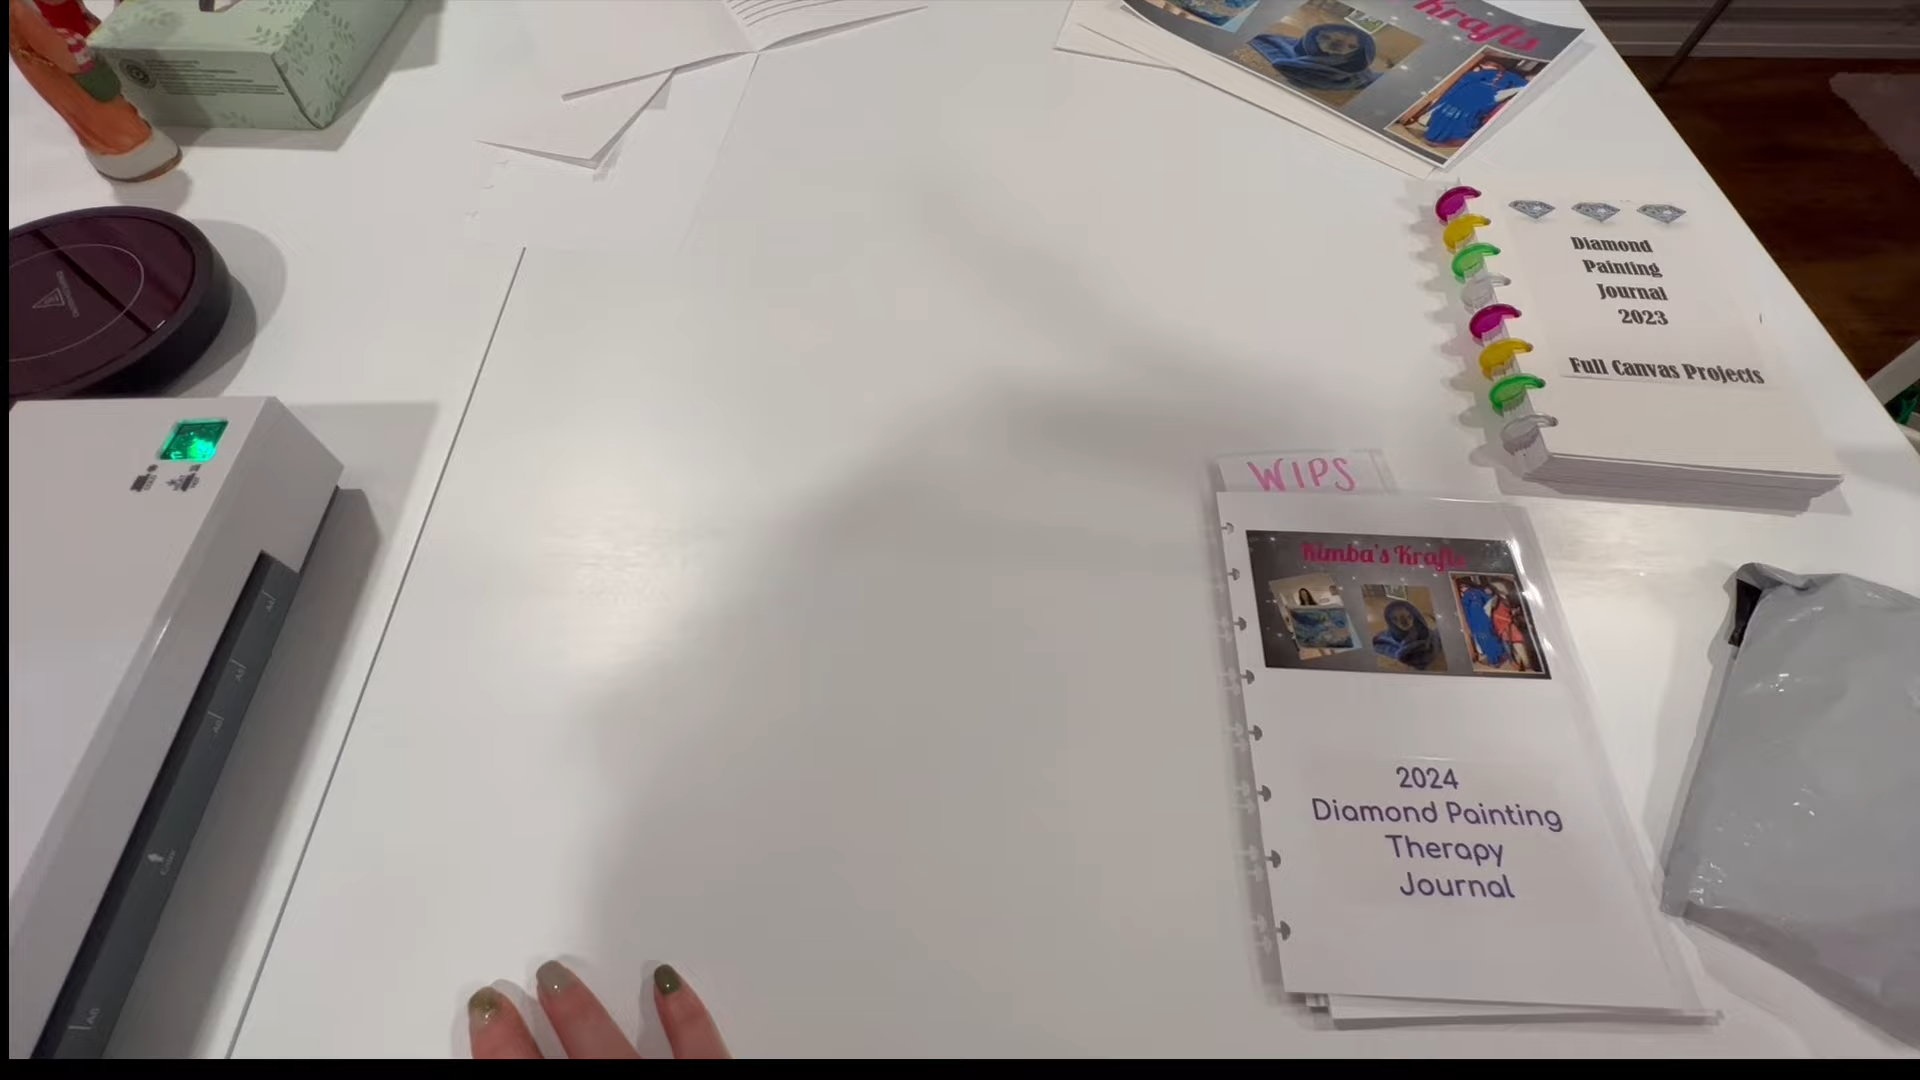 Krafts
Diamond
Painting
Journal
2023
Full Canvas Projects
WIPS
Kimba's Krafts
2024
Diamond Painting
Therapy
Journal